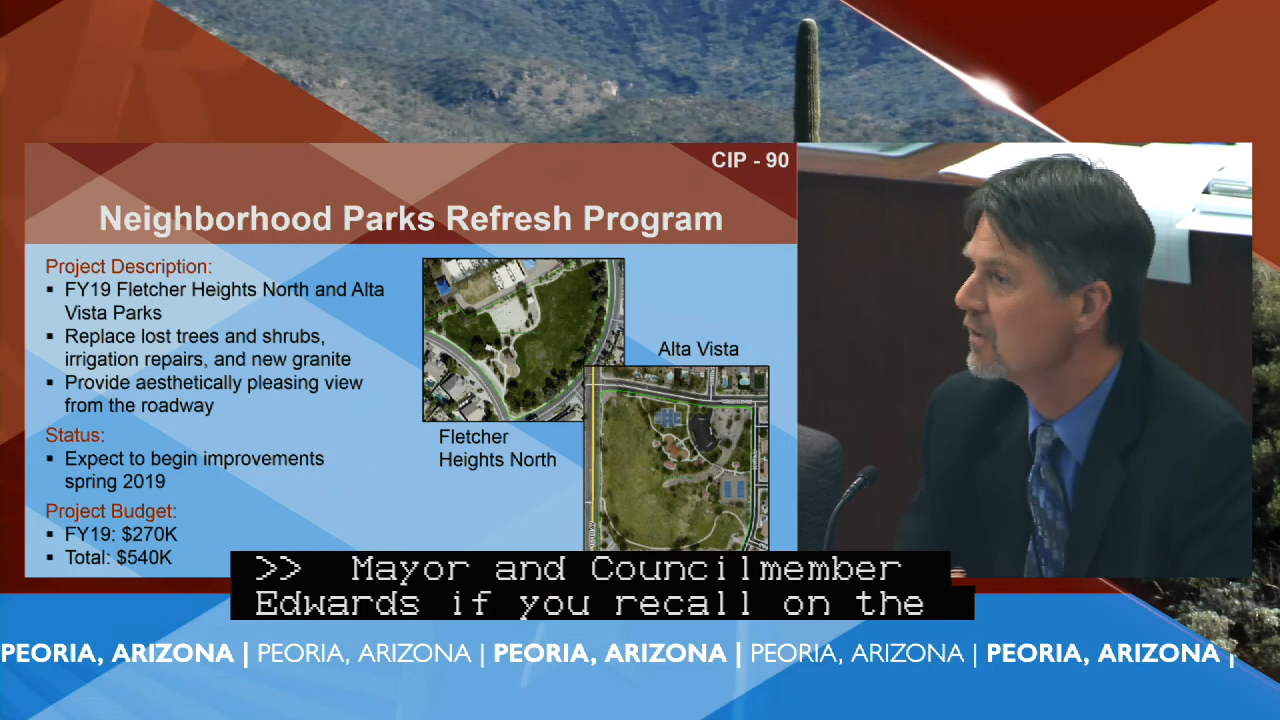 CIP - 90
Neighborhood Parks Refresh Program
Project Description:
▪ FY19 Fletcher Heights North and Alta
Vista Parks
▪ Replace lost trees and shrubs,
irrigation repairs, and new granite
▪ Provide aesthetically pleasing view
from the roadway
Status:
▪ Expect to begin improvements
spring 2019
Project Budget:
▪ FY19: $270K
▪ Total: $540K
Alta Vista
Fletcher
Heights North
>> Mayor and Councilmember
Edwards if you recall on the
PEORIA, ARIZONA | PEORIA, ARIZONA | PEORIA, ARIZONA | PEORIA, ARIZONA | PEORIA, ARIZONA |